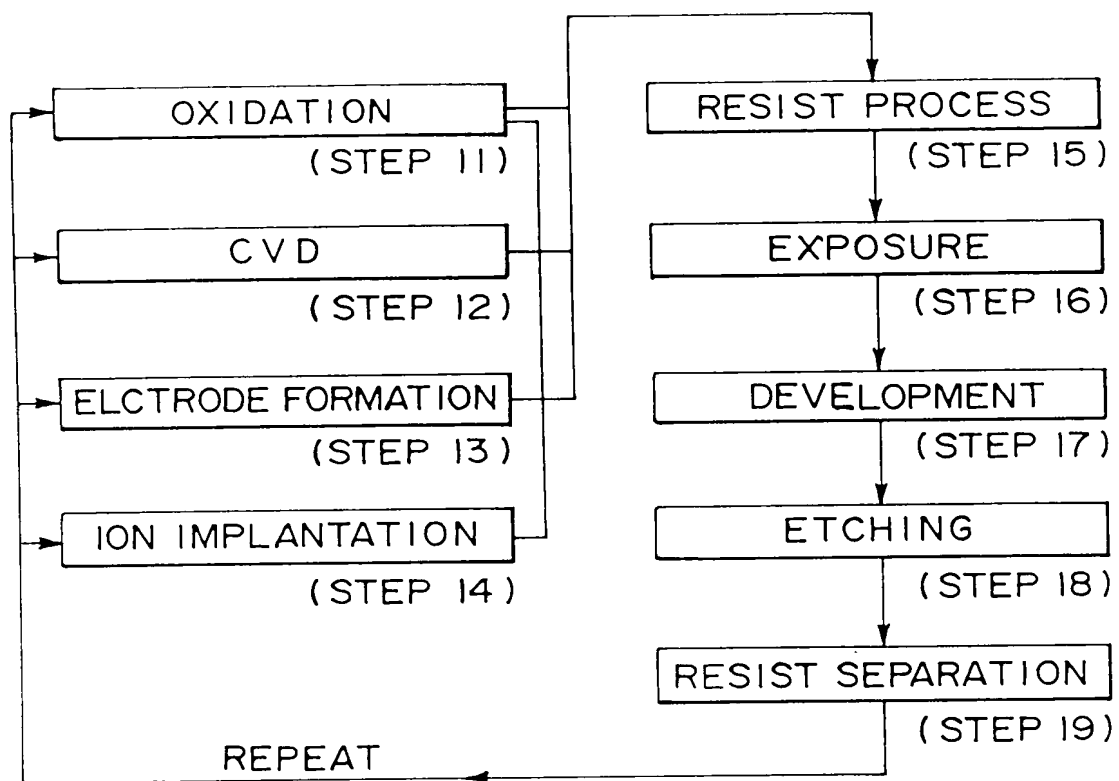 OXIDATION
(STEP 11)
CVD
(STEP 12)
ELCTRODE FORMATION
(STEP 13)
ION IMPLANTATION
(STEP 14)
RESIST PROCESS
(STEP 15)
EXPOSURE
(STEP 16)
DEVELOPMENT
(STEP 17)
ETCHING
(STEP 18)
RESIST SEPARATION
(STEP 19)
REPEAT